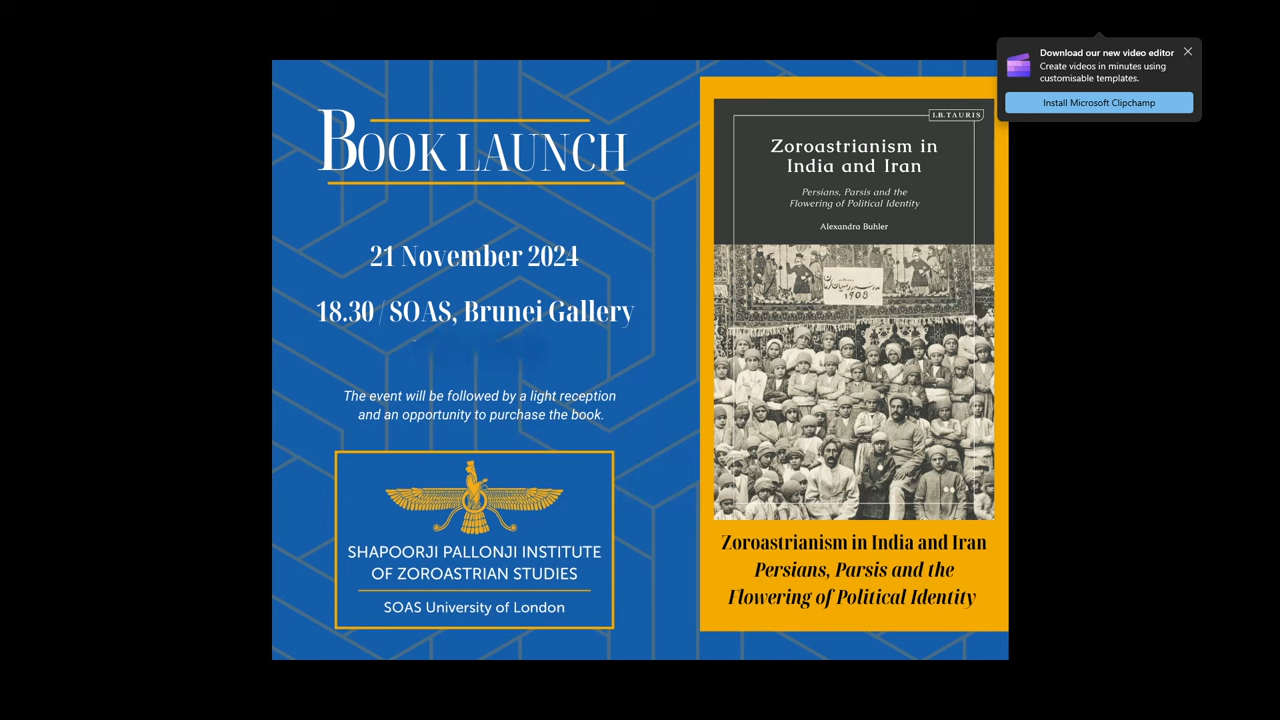 Download our new video editor
Create videos in minutes using
customisable templates.
Install Microsoft Clipchamp
BOOK LAUNCH
21 November 2024
18.30 / SOAS, Brunei Gallery
The event will be followed by a light reception
and an opportunity to purchase the book.
SHAPOORJI PALLONJI INSTITUTE
OF ZOROASTRIAN STUDIES
SOAS University of London
I.B.TAURIS
Zoroastrianism in
India and Iran
Persians, Parsis and the
Flowering of Political Identity
Alexandra Buhler
1908
Zoroastrianism in India and Iran
Persians, Parsis and the
Flowering of Political Identity